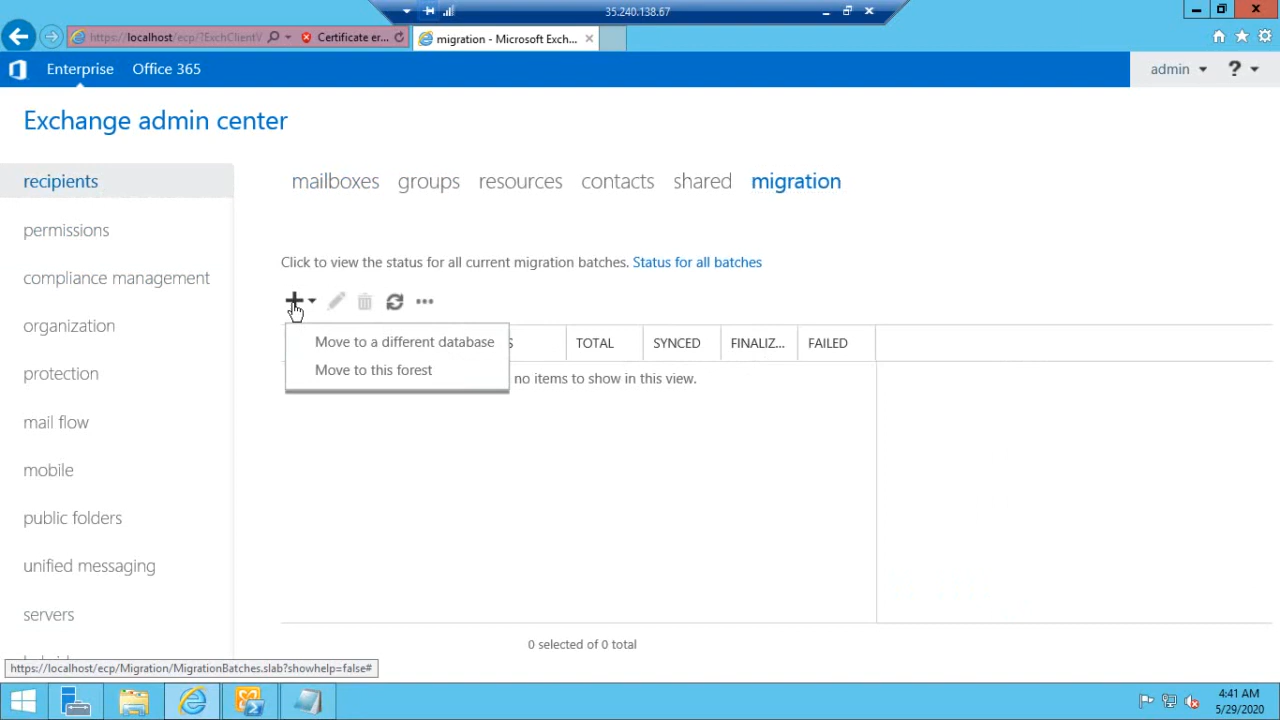 35.240.138.67
https://localhost/ecp/?ExchClientV
Certificate er...
migration - Microsoft Exch...
Enterprise
Office 365
admin
?
Exchange admin center
recipients
permissions
compliance management
organization
protection
mail flow
mobile
public folders
unified messaging
servers
mailboxes
groups
resources
contacts
shared
migration
Click to view the status for all current migration batches. Status for all batches
Move to a different database
Move to this forest
S
TOTAL
SYNCED
FINALIZ...
FAILED
no items to show in this view.
0 selected of 0 total
https://localhost/ecp/Migration/MigrationBatches.slab?showhelp=false#
4:41 AM
5/29/2020